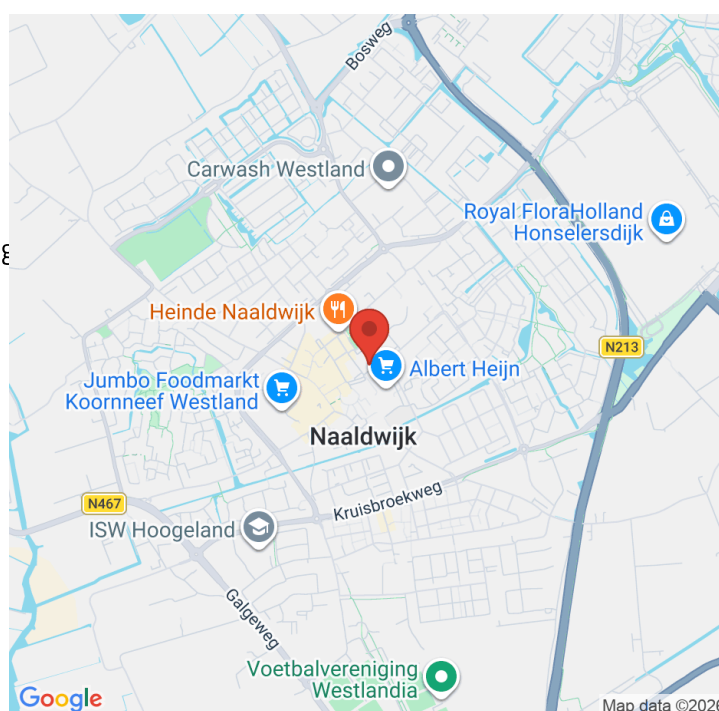 Bosweg
Carwash Westland
Royal FloraHolland
Honselersdijk
g
Heinde Naaldwijk
N213
Albert Heijn
Jumbo Foodmarkt
Koornneef Westland
Naaldwijk
N467
Kruisbroekweg
ISW Hoogeland
Galgeweg
Voetbalvereniging
Westlandia
Google
Map data ©2026